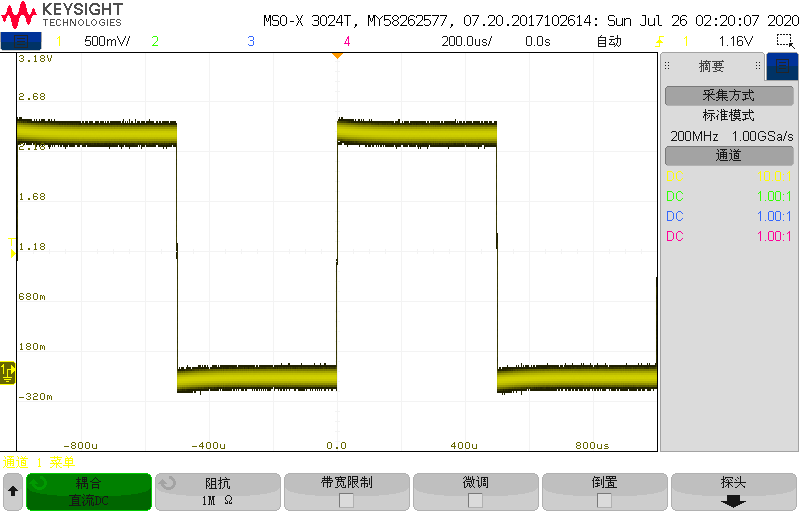 KEYSIGHT
TECHNOLOGIES
MSO-X 3024T, MY58262577, 07.20.2017102614: Sun Jul 26 02:20:07 2020
1 500mV/ 2 3 4 200.0us/ 0.0s 自动 1 1.16V
3.18V
2.68
1.68
1.18
680m
180m
-320m
-800u -400u 0.0 400u 800us
摘要
采集方式
标准模式
200MHz 1.00GSa/s
通道
DC 10.0:1
DC 1.00:1
DC 1.00:1
DC 1.00:1
通道 1 菜单
耦合
直流DC
阻抗
1M Ω
带宽限制
微调
倒置
探头